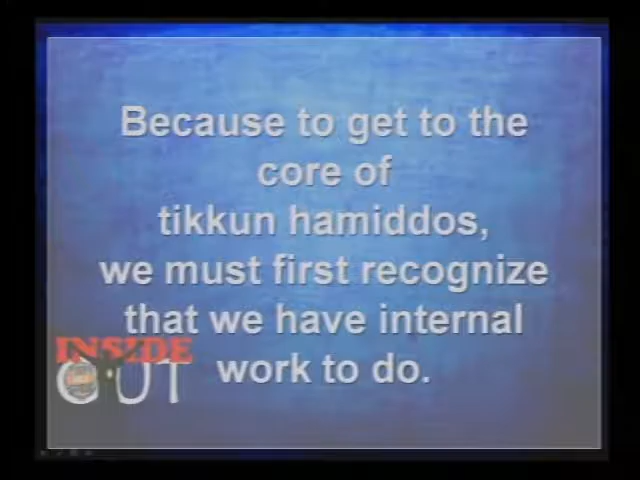 Because to get to the
core of
tikkun hamiddos,
we must first recognize
that we have internal
work to do.
INSIDE
OUT